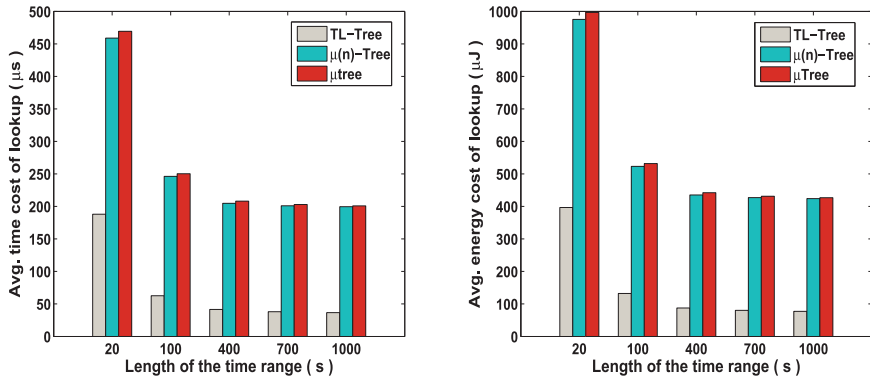 500
450
400
350
300
250
200
150
100
50
0
Avg. time cost of lookup ( μs )
20 100 400 700 1000
Length of the time range ( s )
TL−Tree
μ(n)−Tree
μtree
1000
900
800
700
600
500
400
300
200
100
0
Avg. energy cost of lookup ( μJ )
20 100 400 700 1000
Length of the time range ( s )
TL−Tree
μ(n)−Tree
μTree